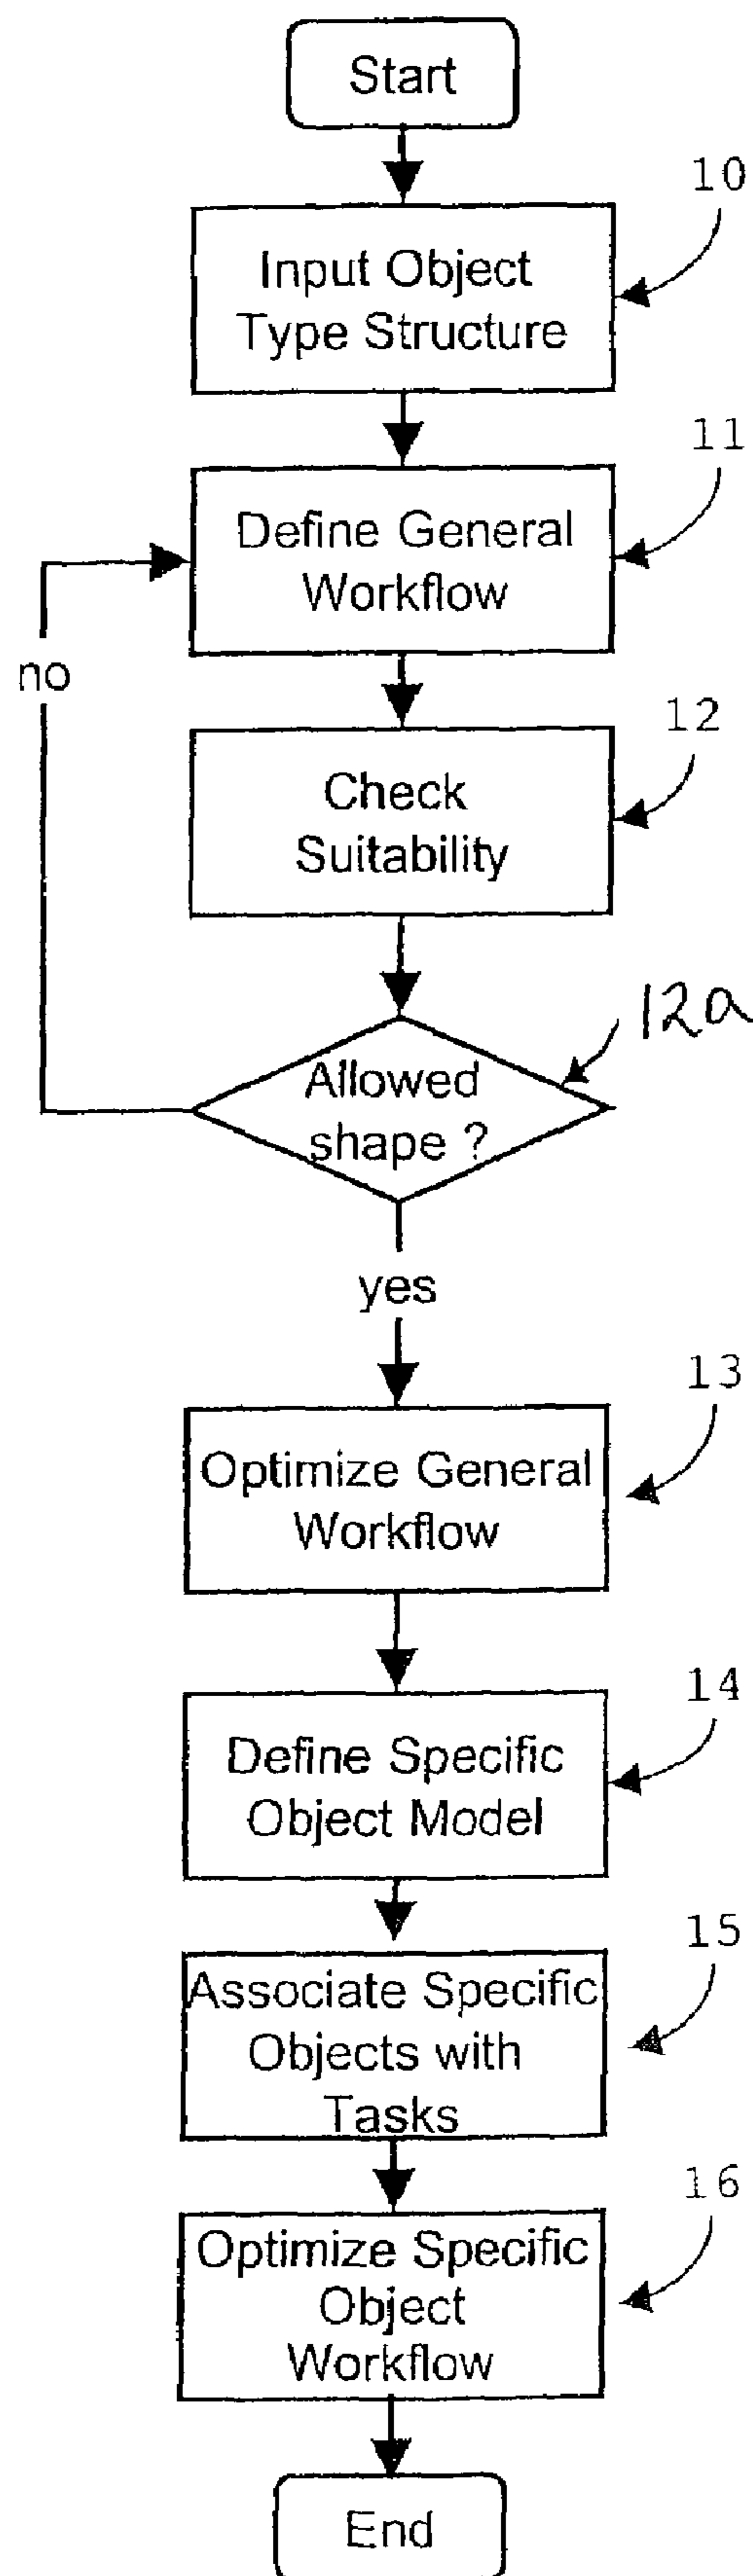 Start
10
Input Object
Type Structure
11
Define General
Workflow
no
12
Check
Suitability
12a
Allowed
shape ?
yes
13
Optimize General
Workflow
14
Define Specific
Object Model
15
Associate Specific
Objects with
Tasks
16
Optimize Specific
Object
Workflow
End